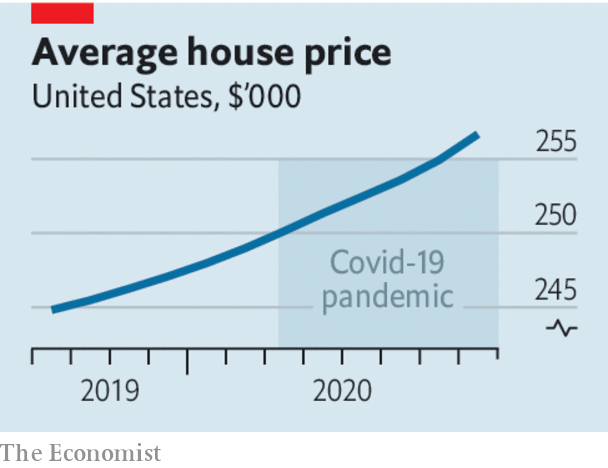 Average house price
United States, $’000
255
250
Covid-19
pandemic
245
2019
2020
The Economist